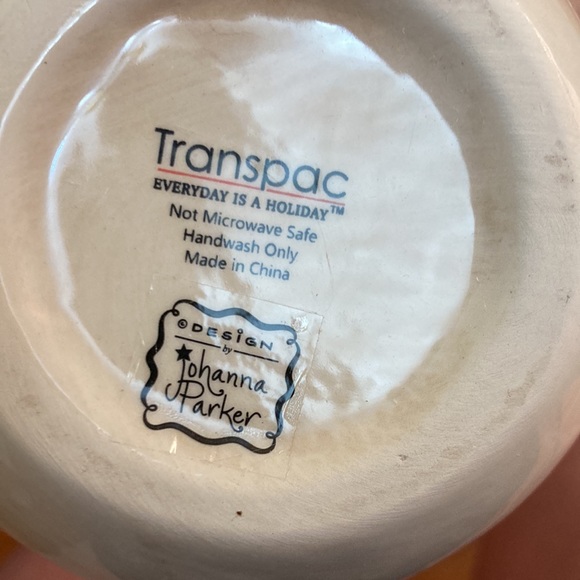 Transpac
EVERYDAY IS A HOLIDAY™
Not Microwave Safe
Handwash Only
Made in China
©DESIGN
by
Johanna
Parker